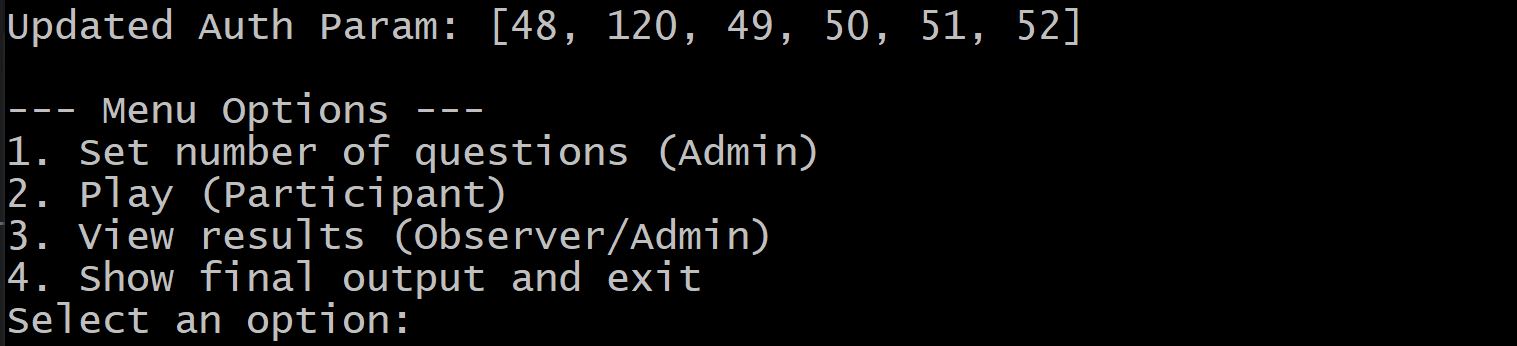 Updated Auth Param: [48, 120, 49, 50, 51, 52]
--- Menu Options ---
1. Set number of questions (Admin)
2. Play (Participant)
3. View results (Observer/Admin)
4. Show final output and exit
Select an option: